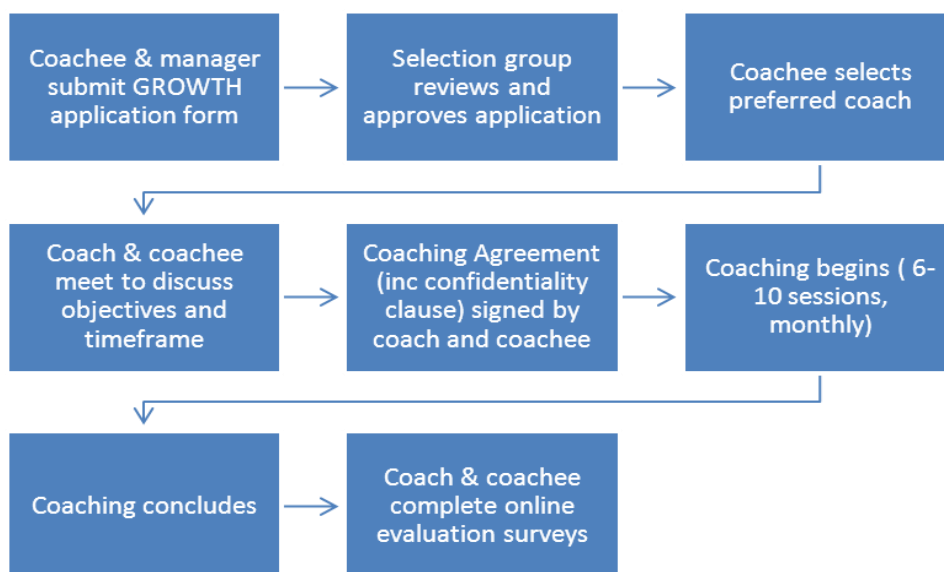 Coachee & manager
submit GROWTH
application form
Selection group
reviews and
approves application
Coachee selects
preferred coach
Coach & coachee
meet to discuss
objectives and
timeframe
Coaching Agreement
(inc confidentiality
clause) signed by
coach and coachee
Coaching begins ( 6-
10 sessions,
monthly)
Coaching concludes
Coach & coachee
complete online
evaluation surveys